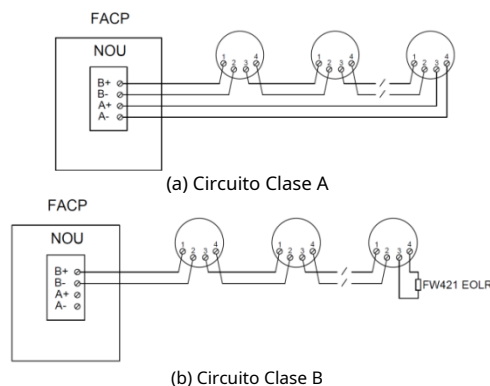 FACP
NOU
B+
B-
A+
A-
1 2 3 4
1 2 3 4
1 2 3 4
(a) Circuito Clase A
FACP
NOU
B+
B-
A+
A-
1 2 3 4
1 2 3 4
1 2 3 4
FW421 EOLR
(b) Circuito Clase B